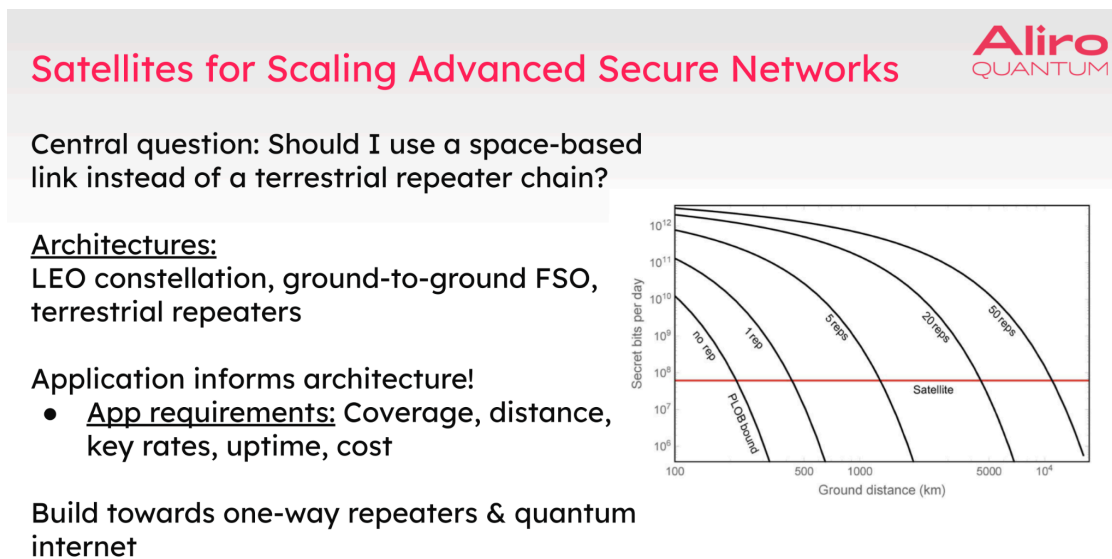 Aliro
QUANTUM
Satellites for Scaling Advanced Secure Networks
Central question: Should I use a space-based
link instead of a terrestrial repeater chain?
Architectures:
LEO constellation, ground-to-ground FSO,
terrestrial repeaters
Application informs architecture!
● App requirements: Coverage, distance,
key rates, uptime, cost
Build towards one-way repeaters & quantum
internet
Secret bits per day
10¹²
10¹¹
10¹⁰
10⁹
10⁸
10⁷
10⁶
no rep
1 rep
5 reps
20 reps
50 reps
Satellite
PLOB bound
100
500
1000
5000
10⁴
Ground distance (km)